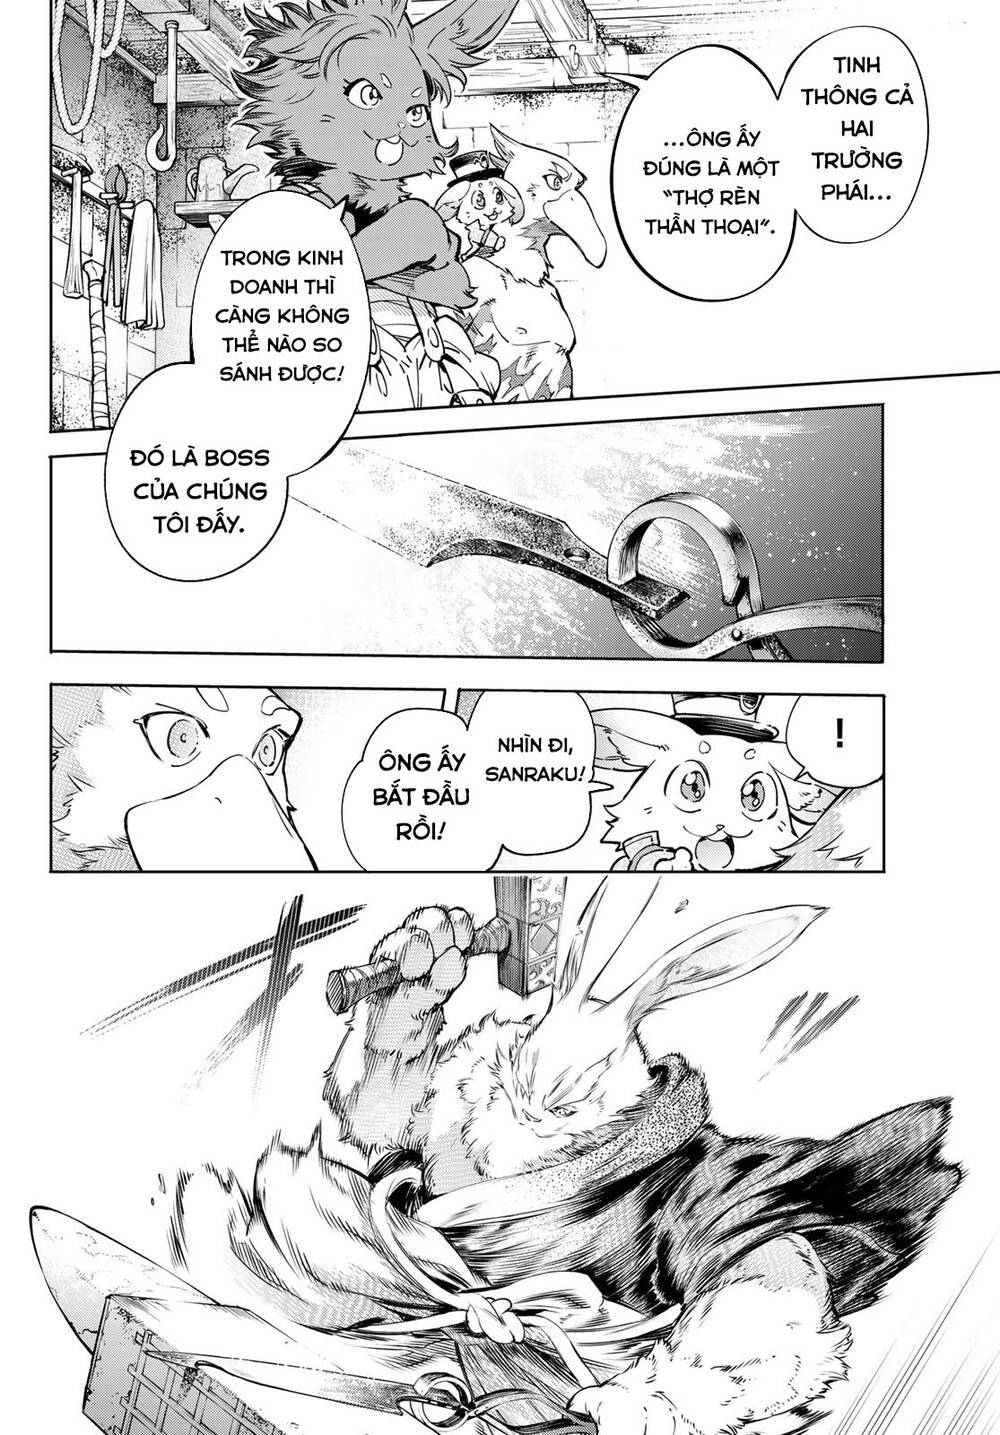 TINH
THÔNG CẢ
HAI
TRƯỜNG
PHÁI...
...ÔNG ẤY
ĐÚNG LÀ MỘT
“THỢ RÈN
THẦN THOẠI”.
TRONG KINH
DOANH THÌ
CÀNG KHÔNG
THỂ NÀO SO
SÁNH ĐƯỢC!
ĐÓ LÀ BOSS
CỦA CHÚNG
TÔI ĐẤY.
!
NHÌN ĐI,
SANRAKU!
ÔNG ẤY
BẮT ĐẦU
RỒI!